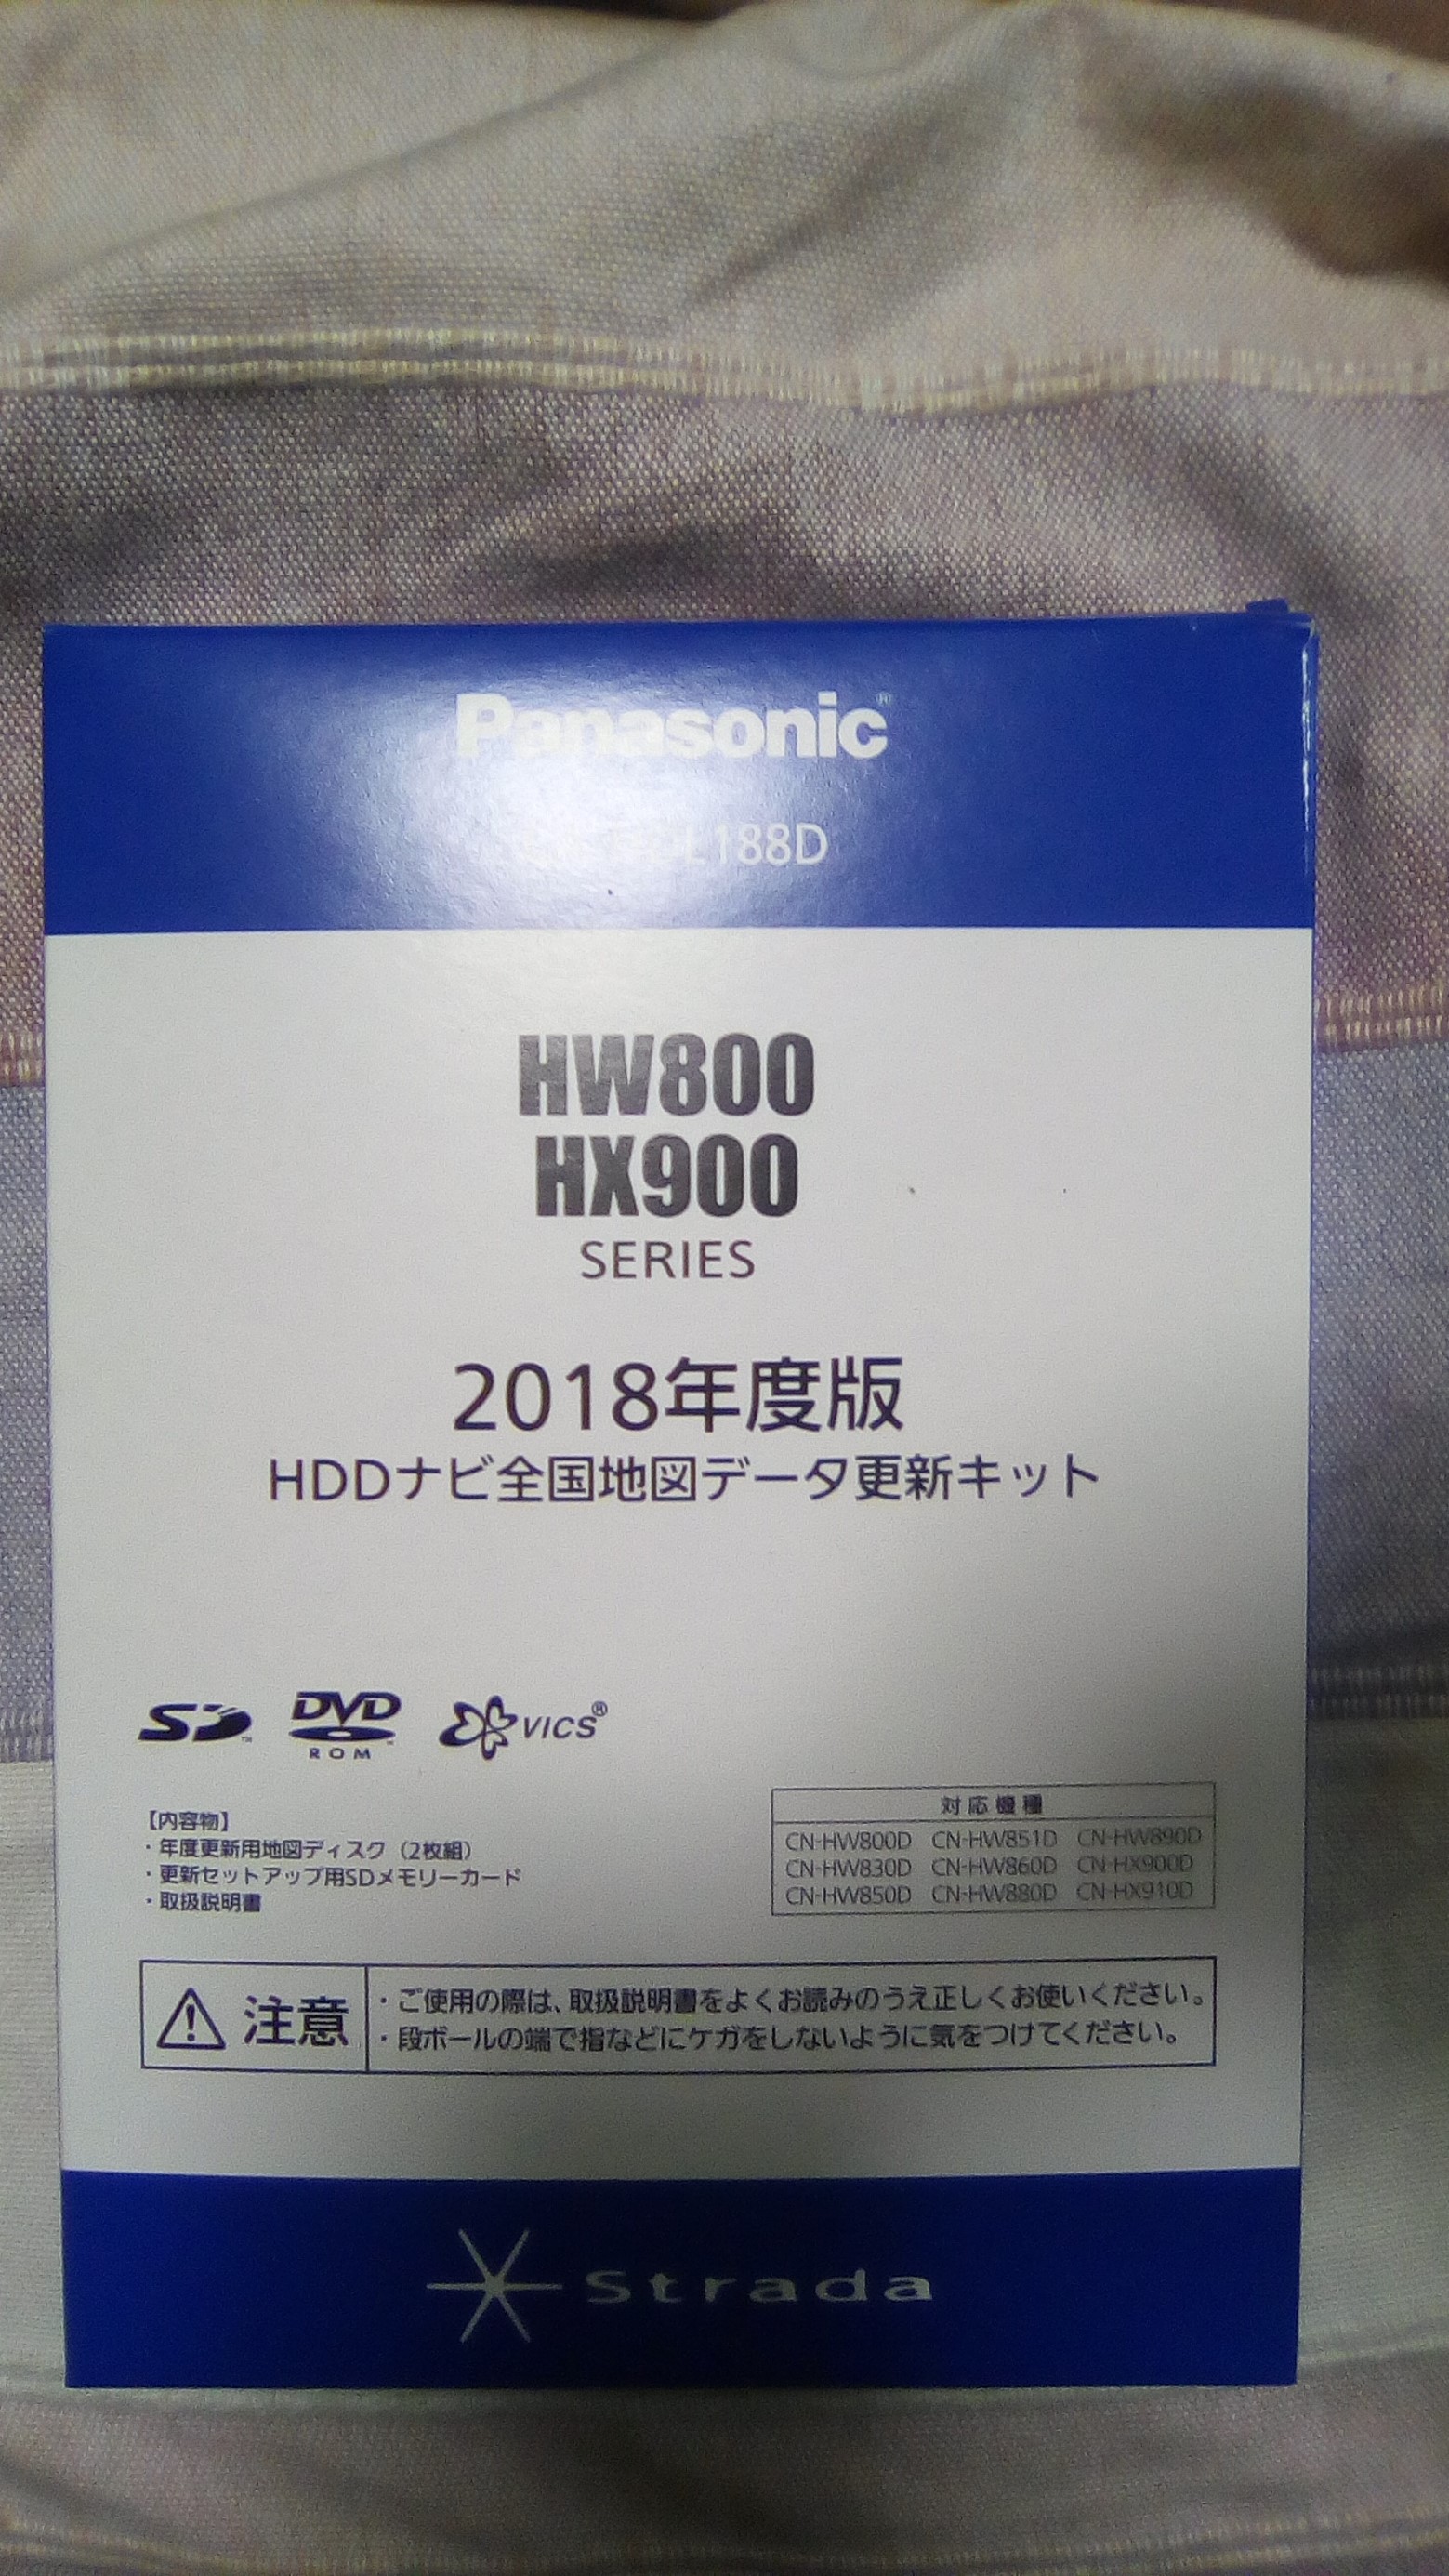 Panasonic®
L188D
HW800
HX900
SERIES
2018年度版
HDDナビ全国地図データ更新キット
SD™ DVD ROM™ VICS®
【内容物】
・年度更新用地図ディスク（2枚組）
・更新セットアップ用SDメモリーカード
・取扱説明書
対応機種
CN-HW800D CN-HW851D CN-HW890D
CN-HW830D CN-HW860D CN-HX900D
CN-HW850D CN-HW880D CN-HX910D
注意
・ご使用の際は、取扱説明書をよくお読みのうえ正しくお使いください。
・段ボールの端で指などにケガをしないように気をつけてください。
Strada